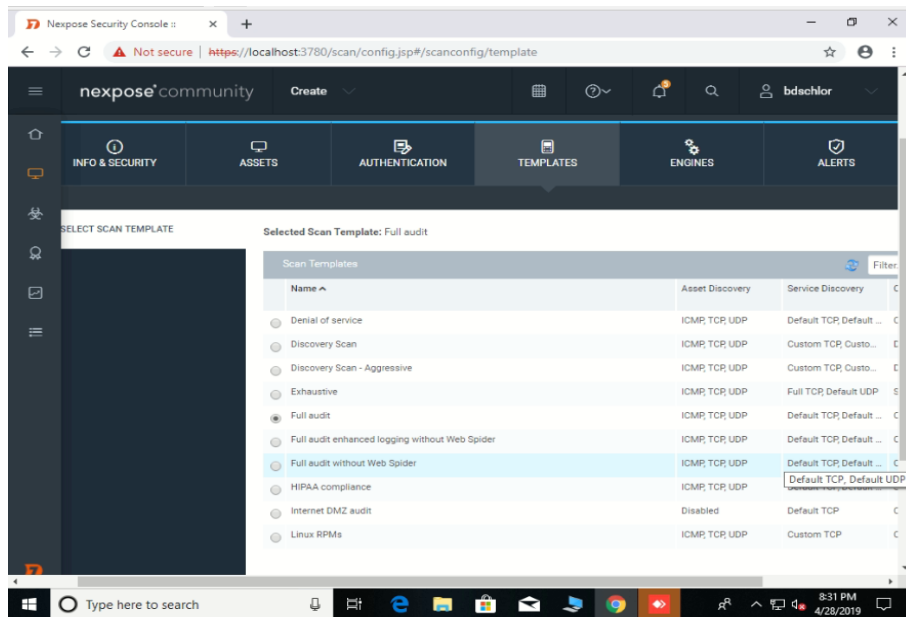 Nexpose Security Console ::
Not secure | https://localhost:3780/scan/config.jsp#/scanconfig/template
nexpose community Create bdschlor
INFO & SECURITY ASSETS AUTHENTICATION TEMPLATES ENGINES ALERTS
SELECT SCAN TEMPLATE
Selected Scan Template: Full audit
Scan Templates Filter.
Name Asset Discovery Service Discovery
Denial of service ICMP, TCP, UDP Default TCP, Default ...
Discovery Scan ICMP, TCP, UDP Custom TCP, Custo...
Discovery Scan - Aggressive ICMP, TCP, UDP Custom TCP, Custo...
Exhaustive ICMP, TCP, UDP Full TCP, Default UDP
Full audit ICMP, TCP, UDP Default TCP, Default ...
Full audit enhanced logging without Web Spider ICMP, TCP, UDP Default TCP, Default ...
Full audit without Web Spider ICMP, TCP, UDP Default TCP, Default ...
Default TCP, Default UDP
HIPAA compliance ICMP, TCP, UDP
Internet DMZ audit Disabled Default TCP
Linux RPMs ICMP, TCP, UDP Custom TCP
Type here to search
8:31 PM
4/28/2019